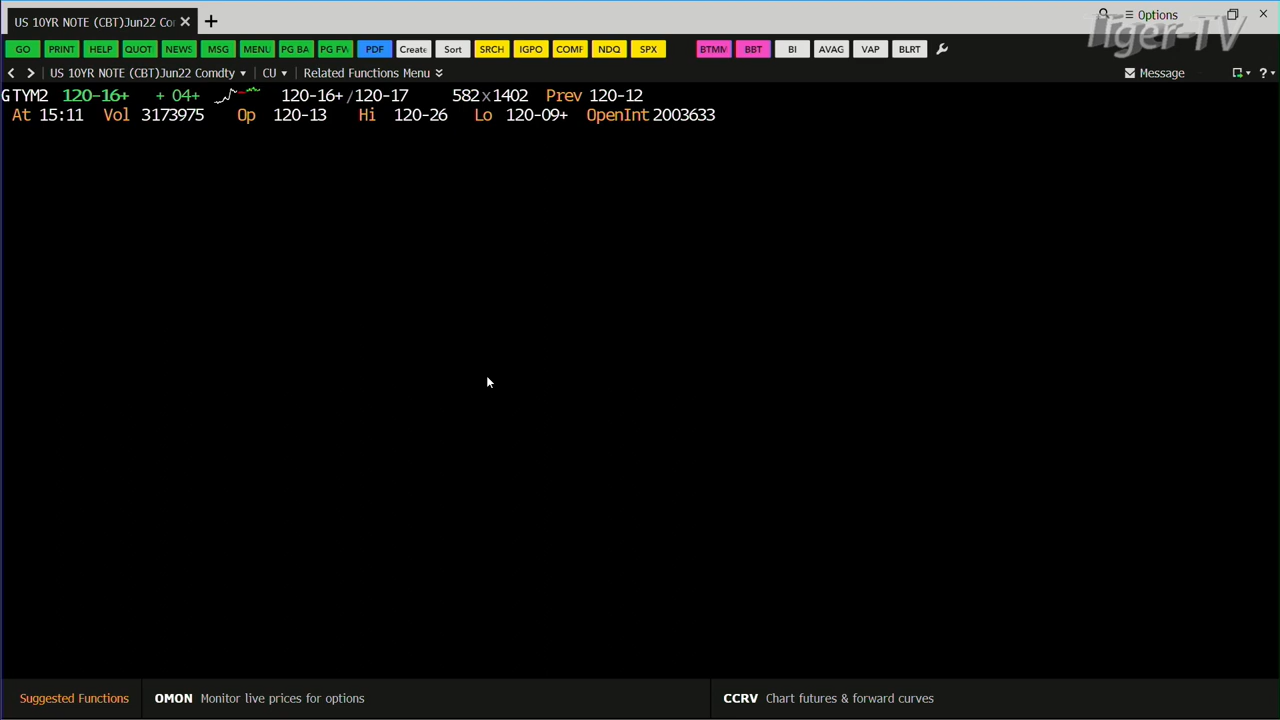 US 10YR NOTE (CBT)Jun22 Co
Options
Tiger-TV
GO PRINT HELP QUOT NEWS MSG MENU PG BA PG FW PDF Create Sort SRCH IGPO COMF NDQ SPX BTMM BBT BI AVAG VAP BLRT
US 10YR NOTE (CBT)Jun22 Comdty CU Related Functions Menu Message ?
GTYM2 120-16+ + 04+ 120-16+/120-17 582x1402 Prev 120-12
At 15:11 Vol 3173975 Op 120-13 Hi 120-26 Lo 120-09+ OpenInt 2003633
Suggested Functions OMON Monitor live prices for options CCRV Chart futures & forward curves